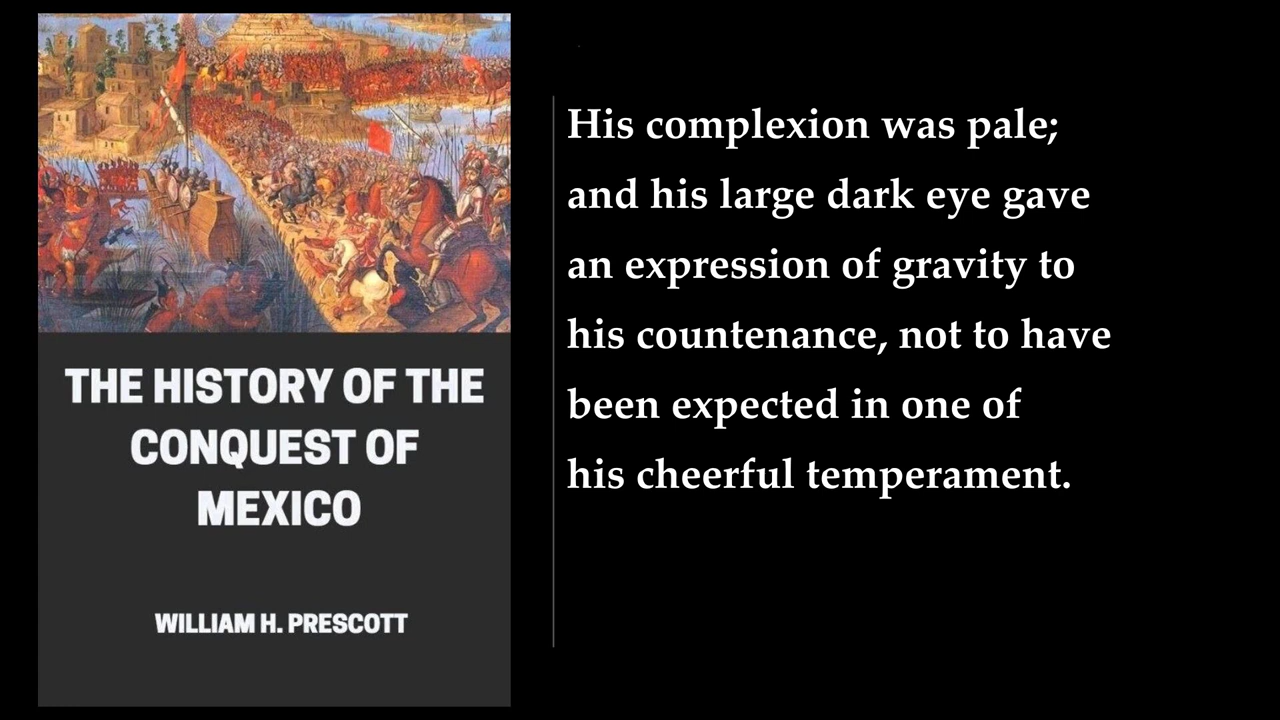 THE HISTORY OF THE
CONQUEST OF
MEXICO
WILLIAM H. PRESCOTT
His complexion was pale;
and his large dark eye gave
an expression of gravity to
his countenance, not to have
been expected in one of
his cheerful temperament.